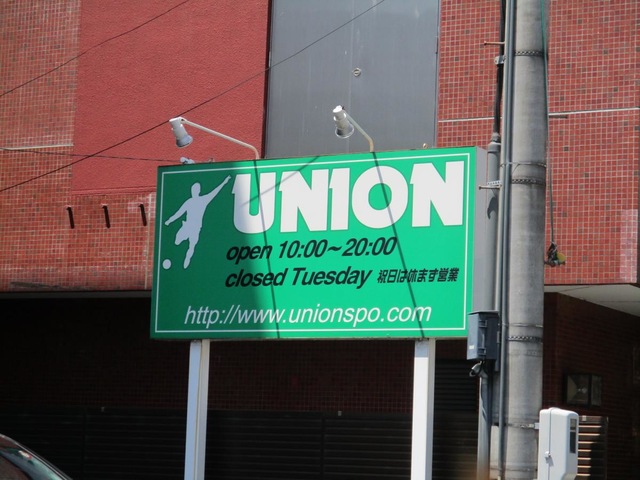 UNION
open 10:00~20:00
closed Tuesday 祝日は休まず営業
http://www.unionspo.com